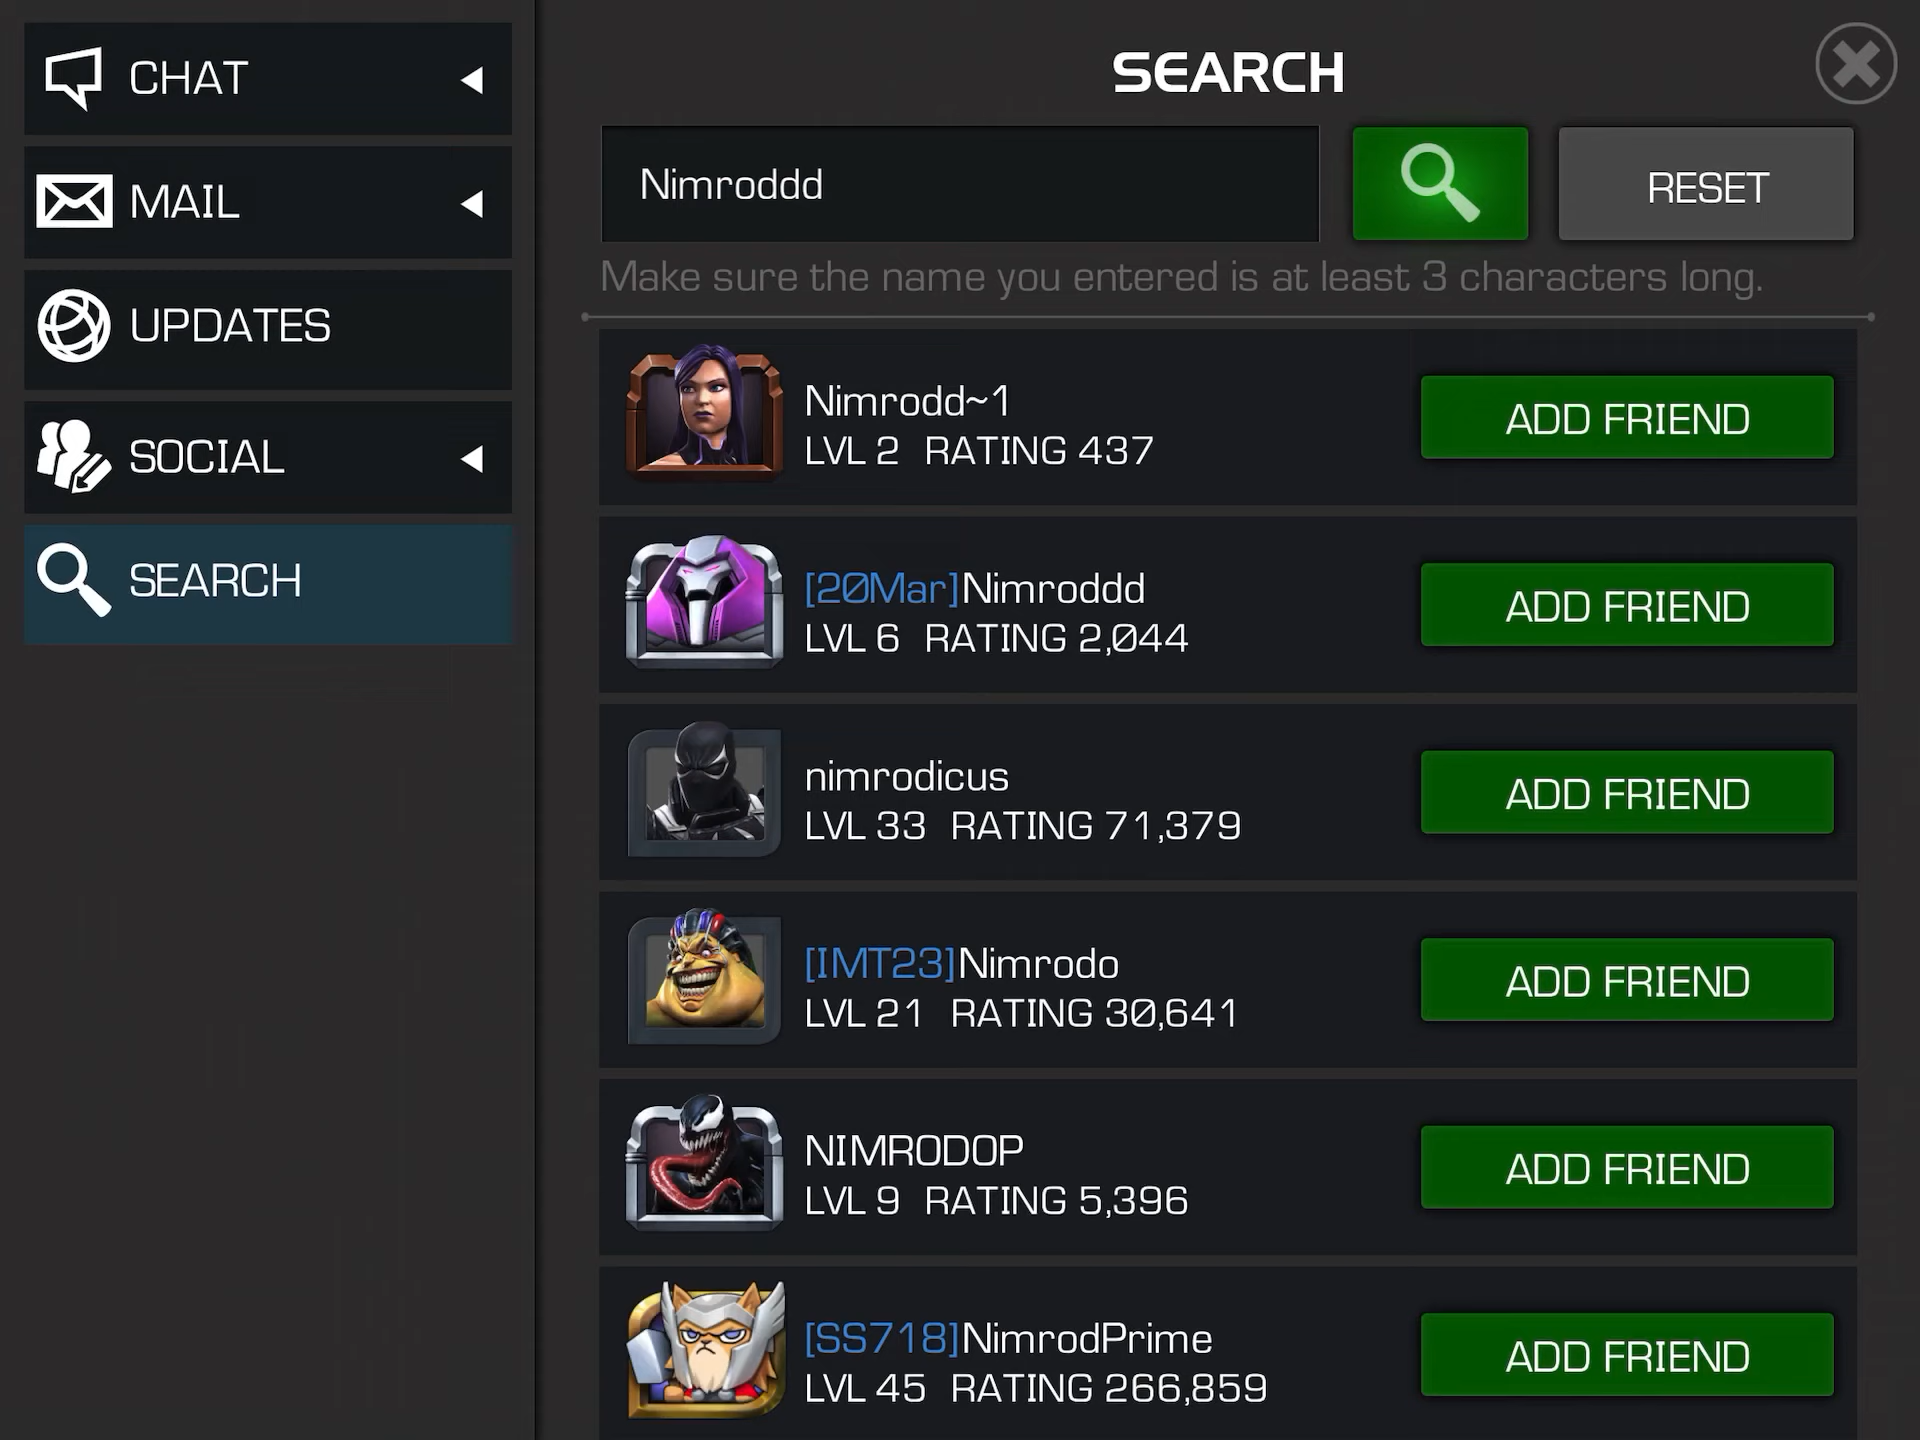 CHAT
MAIL
UPDATES
SOCIAL
SEARCH
SEARCH
Nimroddd
RESET
Make sure the name you entered is at least 3 characters long.
Nimrodd~1
LVL 2 RATING 437
ADD FRIEND
[20Mar]Nimroddd
LVL 6 RATING 2,044
ADD FRIEND
nimrodicus
LVL 33 RATING 71,379
ADD FRIEND
[IMT23]Nimrodo
LVL 21 RATING 30,641
ADD FRIEND
NIMRODOP
LVL 9 RATING 5,396
ADD FRIEND
[SS718]NimrodPrime
LVL 45 RATING 266,859
ADD FRIEND